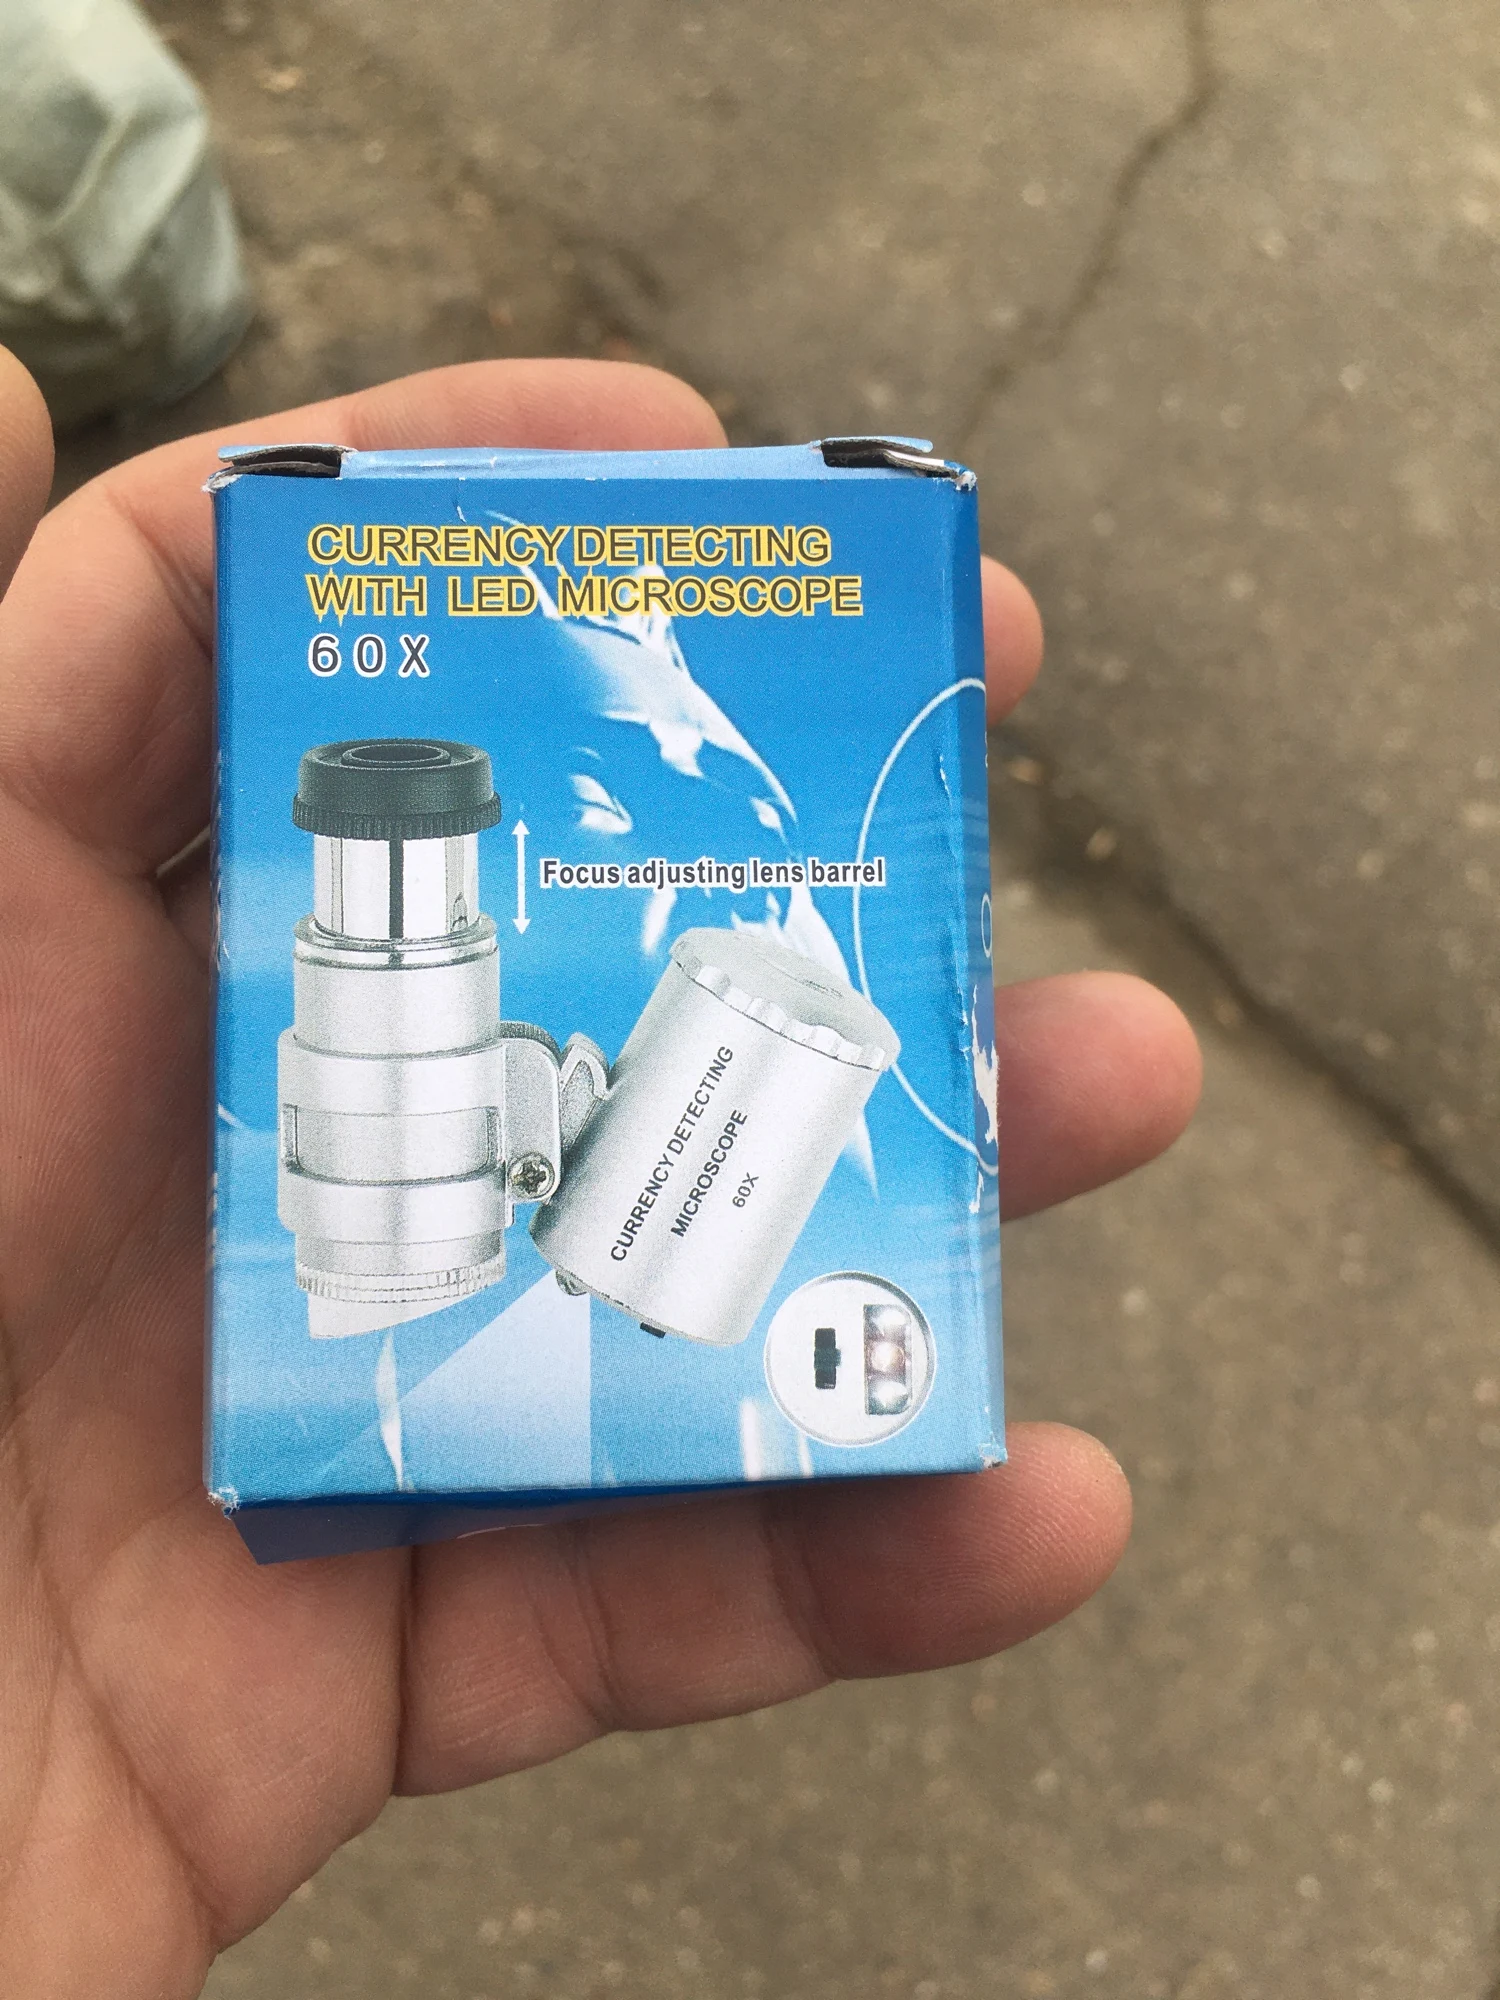 CURRENCY DETECTING
WITH LED MICROSCOPE
60X
Focus adjusting lens barrel
CURRENCY DETECTING
MICROSCOPE
60X